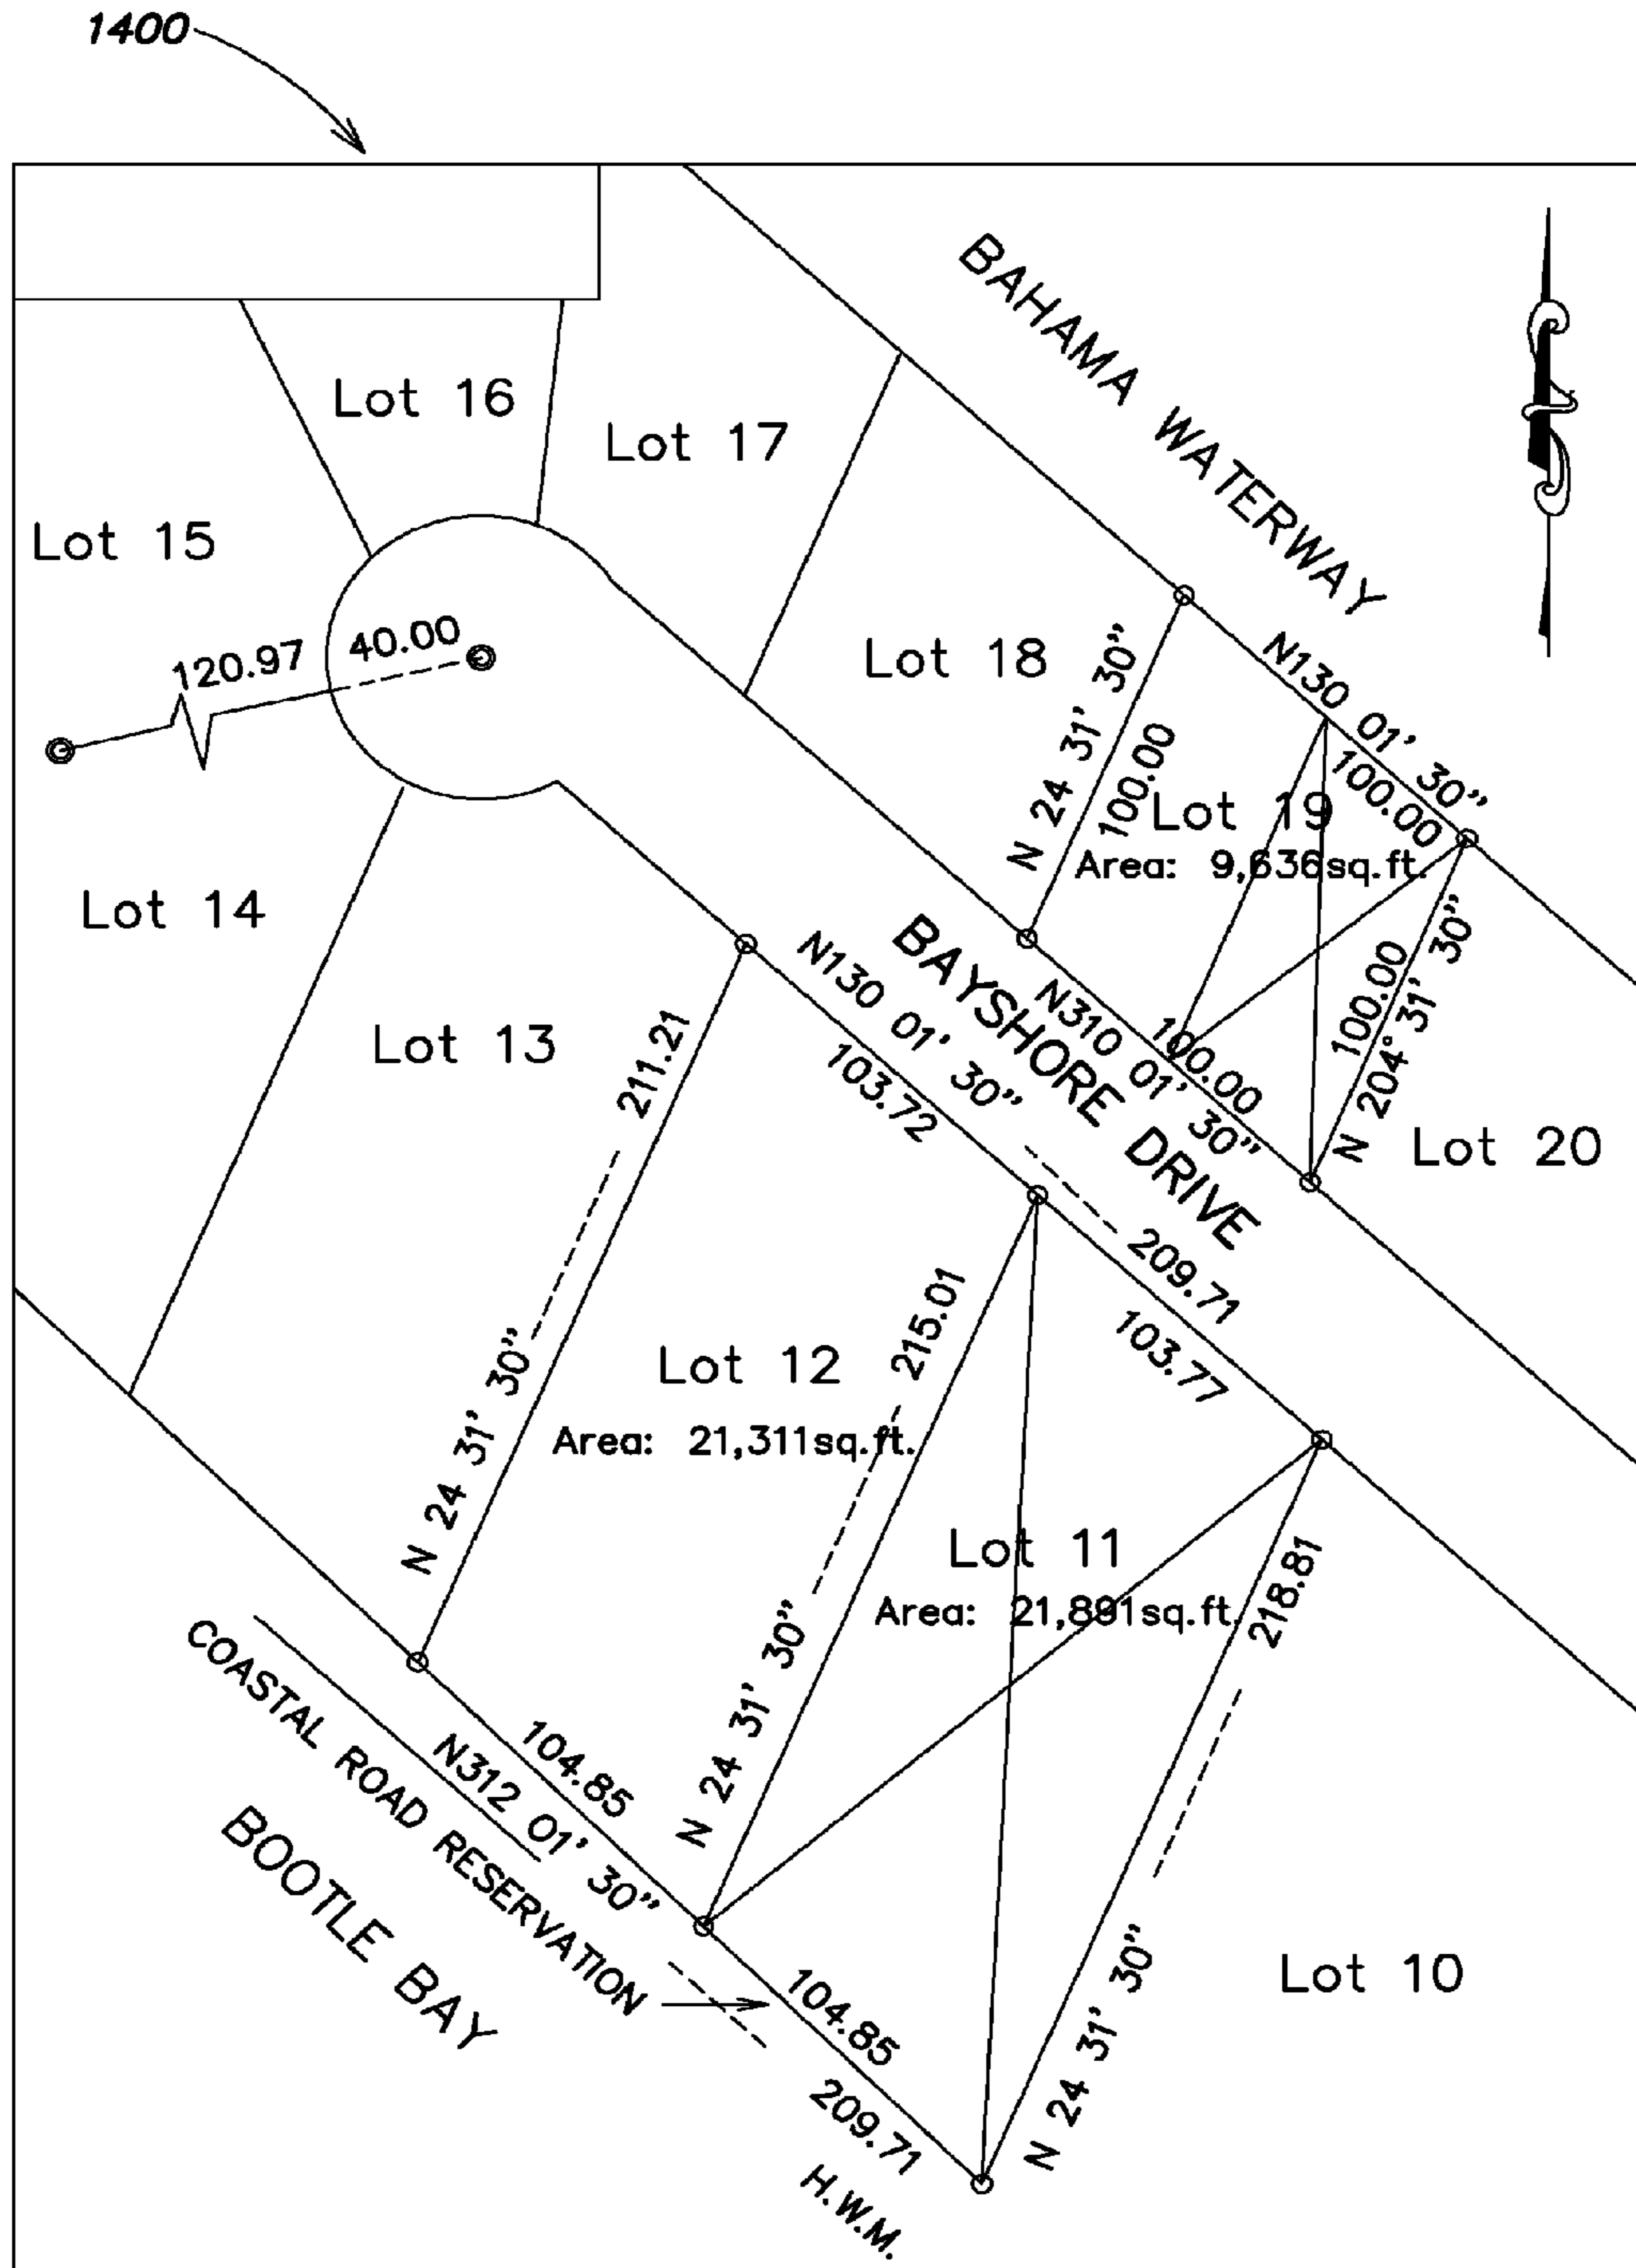 1400
BAHAMA WATERWAY
Lot 16
Lot 17
Lot 15
120.97
40.00
Lot 18
N 24 31' 30"
100.00
N130 01' 30"
100.00
Lot 19
Area: 9,636sq.ft.
Lot 14
BAYSHORE DRIVE
N310 01' 30"
100.00
100.00
N 204° 31' 30"
Lot 20
Lot 13
211.21
N 24 31' 30"
N130 01' 30"
103.72
209.71
103.77
Lot 12
Area: 21,311sq.ft.
215.01
N 24 31' 30"
Lot 11
Area: 21,891sq.ft.
218.81
N 24 31' 30"
COASTAL ROAD RESERVATION
N312 01' 30"
104.85
BOOTLE BAY
104.85
209.71
H.W.M.
Lot 10